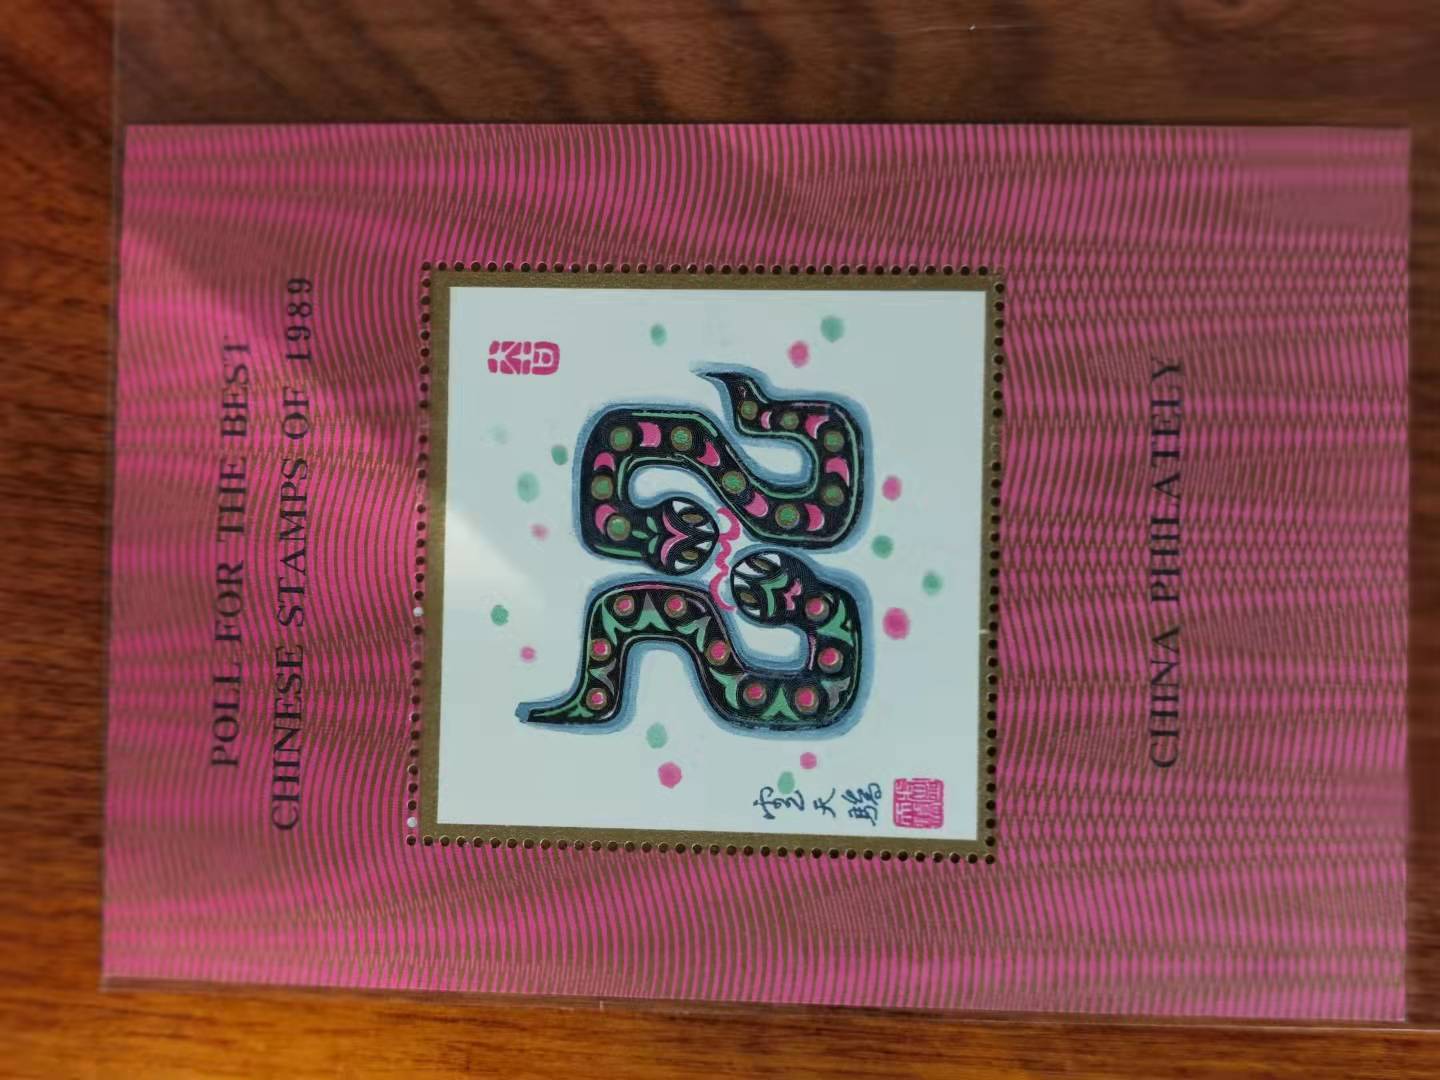 POLL FOR THE BEST
CHINESE STAMPS OF 1989
CHINA PHILATELY